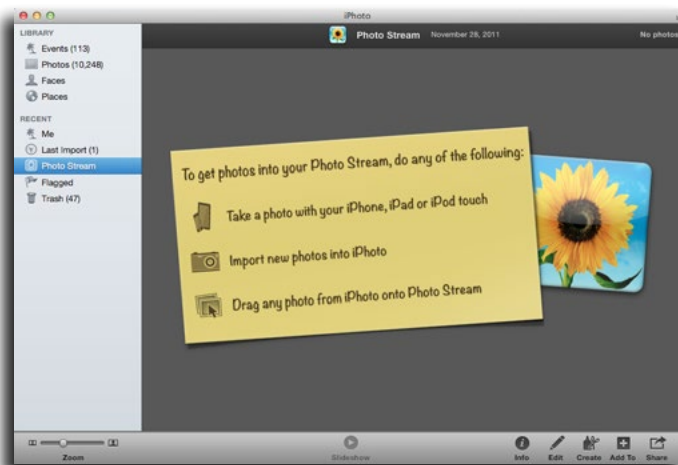 iPhoto
LIBRARY
Events (113)
Photos (10,248)
Faces
Places
RECENT
Me
Last Import (1)
Photo Stream
Flagged
Trash (47)
Photo Stream November 28, 2011 No photos
To get photos into your Photo Stream, do any of the following:
Take a photo with your iPhone, iPad or iPod touch
Import new photos into iPhoto
Drag any photo from iPhoto onto Photo Stream
Zoom
Slideshow
Info Edit Create Add To Share